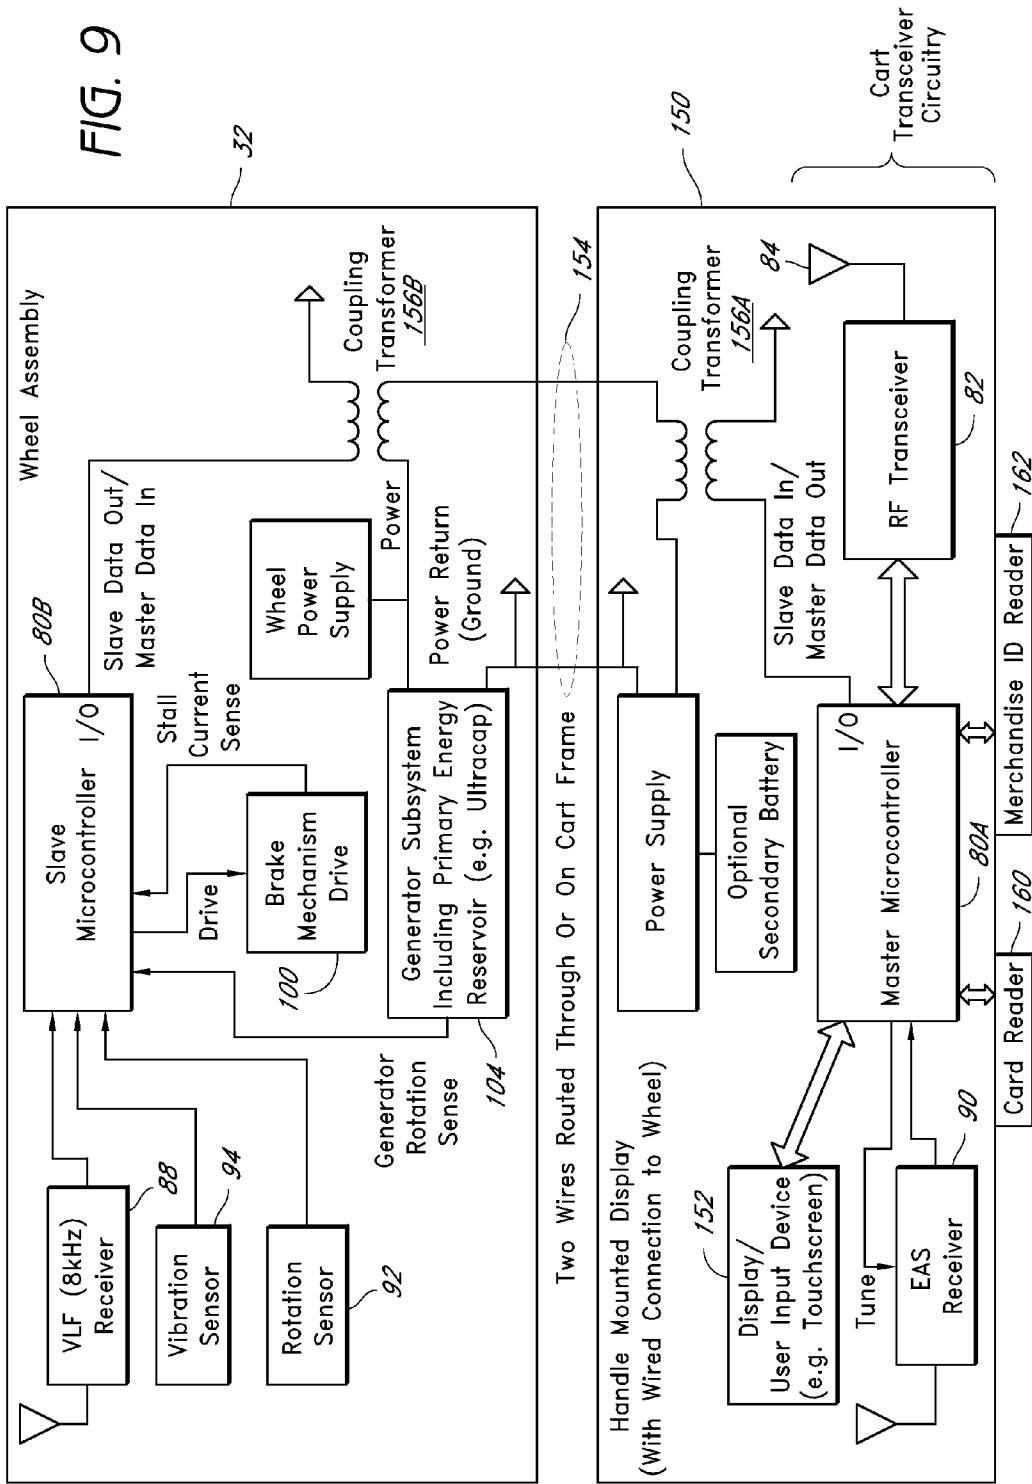 FIG. 9
Wheel Assembly
32
VLF (8kHz)
Receiver
88
Vibration
Sensor
94
Rotation
Sensor
92
Slave
Microcontroller
I/O
80B
Slave Data Out/
Master Data In
Drive
Stall
Current
Sense
Brake
Mechanism
Drive
100
Generator
Rotation
Sense
Generator Subsystem
Including Primary Energy
Reservoir (e.g. Ultracap)
104
Wheel
Power
Supply
Power
Power Return
(Ground)
Coupling
Transformer
156B
Two Wires Routed Through Or On Cart Frame
154
Handle Mounted Display
(With Wired Connection to Wheel)
150
Power Supply
Optional
Secondary Battery
Coupling
Transformer
156A
Slave Data In/
Master Data Out
Display/
User Input Device
(e.g. Touchscreen)
152
Master Microcontroller
I/O
80A
RF Transceiver
82
84
Tune
EAS
Receiver
90
Card Reader
160
Merchandise ID Reader
162
Cart
Transceiver
Circuitry